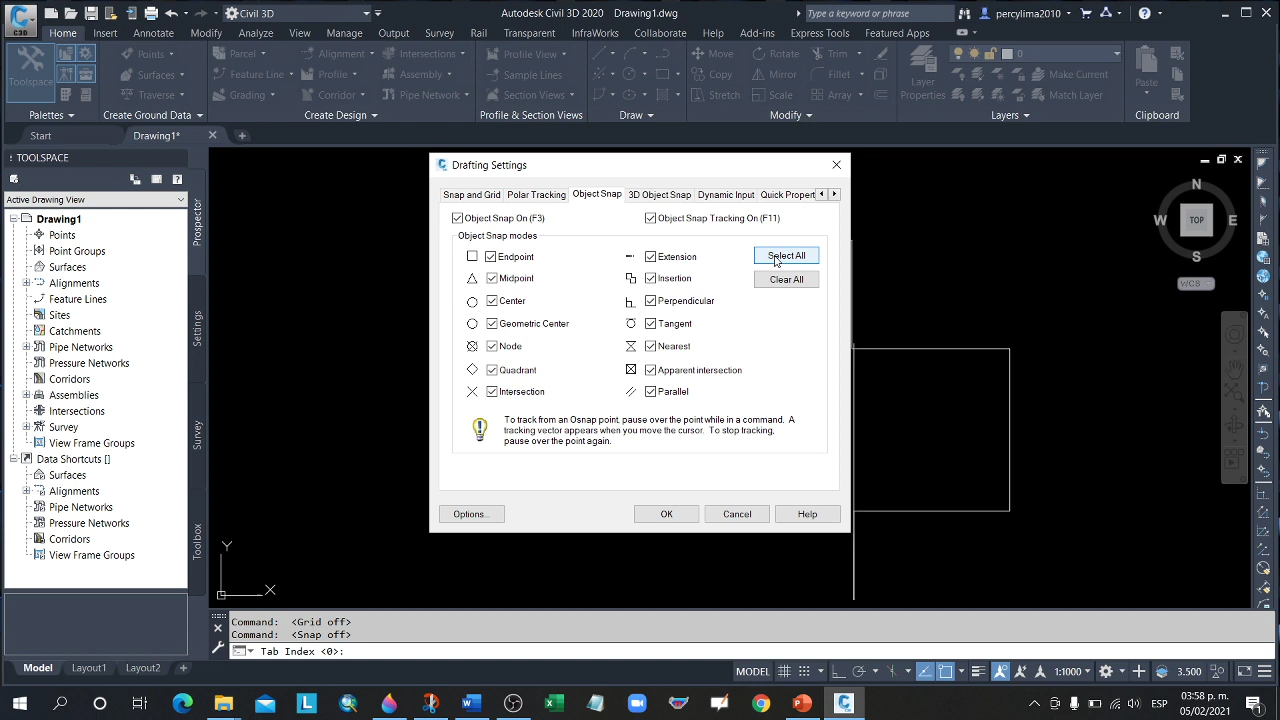 Civil 3D
Autodesk Civil 3D 2020 Drawing1.dwg
Type a keyword or phrase
percylima2010
C3D
Home Insert Annotate Modify Analyze View Manage Output Survey Rail Transparent InfraWorks Collaborate Help Add-ins Express Tools Featured Apps
Toolspace
Points
Surfaces
Traverse
Parcel
Feature Line
Grading
Alignment
Profile
Corridor
Intersections
Assembly
Pipe Network
Profile View
Sample Lines
Section Views
Move
Copy
Stretch
Rotate
Mirror
Scale
Trim
Fillet
Array
Layer
Properties
0
Make Current
Match Layer
Paste
Palettes
Create Ground Data
Create Design
Profile & Section Views
Draw
Modify
Layers
Clipboard
Start
Drawing1*
TOOLSPACE
Active Drawing View
Drawing1
Points
Point Groups
Surfaces
Alignments
Feature Lines
Sites
Catchments
Pipe Networks
Pressure Networks
Corridors
Assemblies
Intersections
Survey
View Frame Groups
Data Shortcuts []
Surfaces
Alignments
Pipe Networks
Pressure Networks
Corridors
View Frame Groups
Prospector
Settings
Survey
Toolbox
Drafting Settings
Snap and Grid
Polar Tracking
Object Snap
3D Object Snap
Dynamic Input
Quick Propert
Object Snap On (F3)
Object Snap Tracking On (F11)
Object Snap modes
Endpoint
Midpoint
Center
Geometric Center
Node
Quadrant
Intersection
Extension
Insertion
Perpendicular
Tangent
Nearest
Apparent intersection
Parallel
Select All
Clear All
To track from an Osnap point, pause over the point while in a command. A
tracking vector appears when you move the cursor. To stop tracking,
pause over the point again.
Options...
OK
Cancel
Help
N
W
TOP
E
S
WCS
Y
X
Command: <Grid off>
Command: <Snap off>
Tab Index <0>:
Model
Layout1
Layout2
MODEL
1:1000
3.500
ESP
03:58 p. m.
05/02/2021